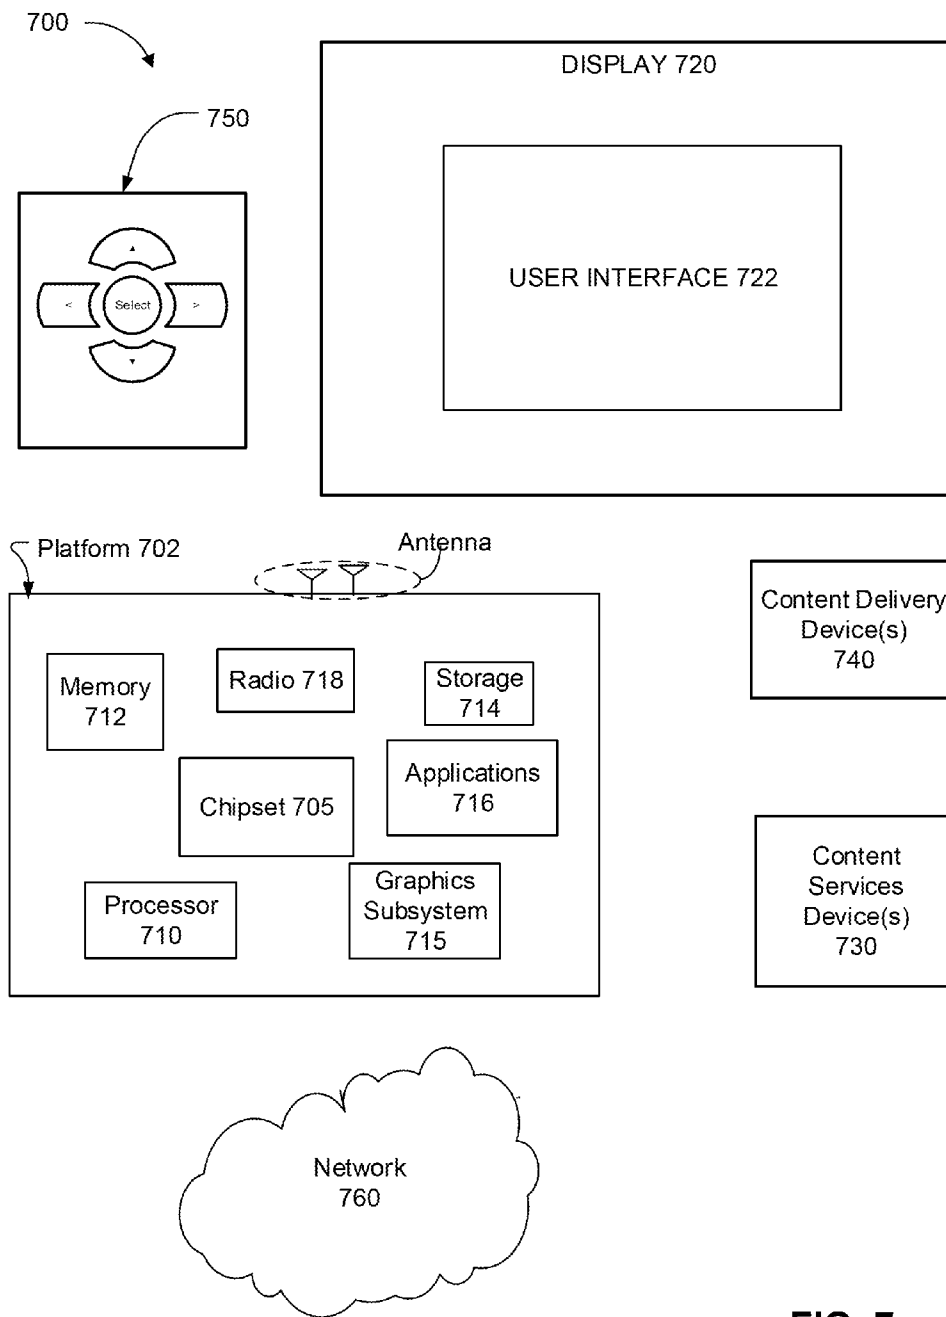 700
DISPLAY 720
750
USER INTERFACE 722
▲
<
Select
>
▼
Platform 702
Antenna
Content Delivery
Device(s)
740
Memory
712
Radio 718
Storage
714
Chipset 705
Applications
716
Content
Services
Device(s)
730
Processor
710
Graphics
Subsystem
715
Network
760